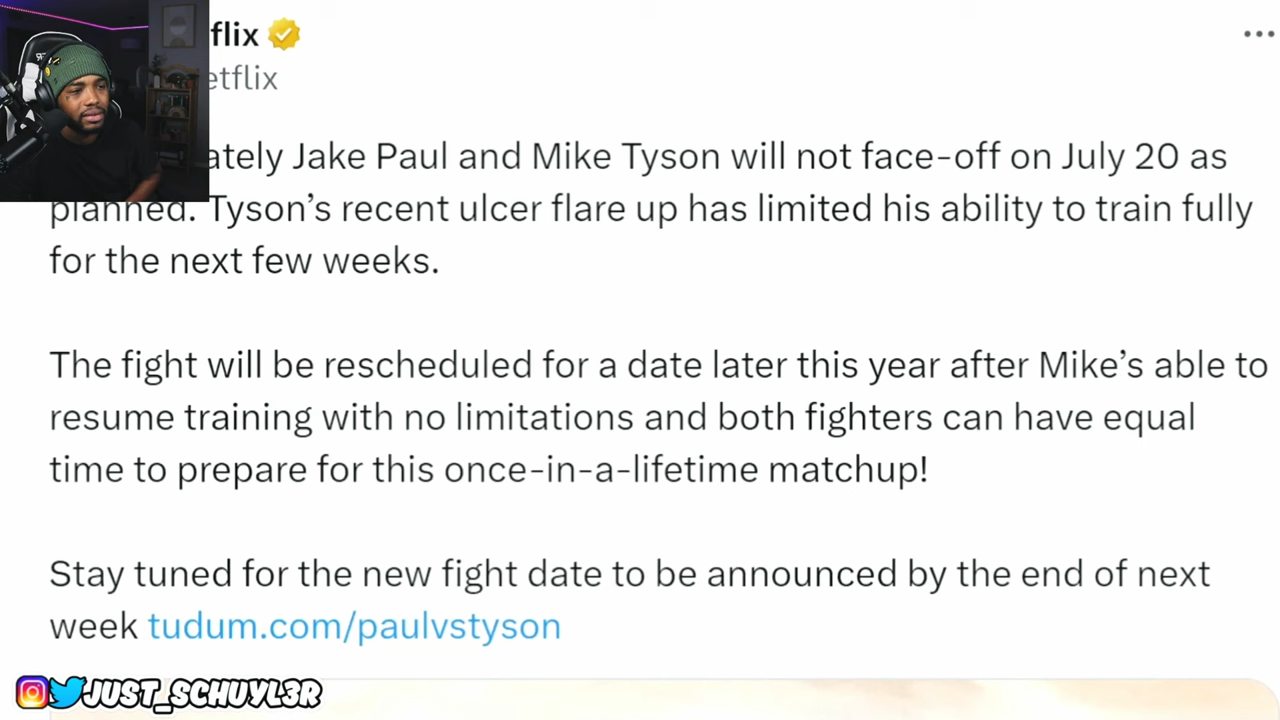 flix
etflix
ately Jake Paul and Mike Tyson will not face-off on July 20 as
planned. Tyson’s recent ulcer flare up has limited his ability to train fully
for the next few weeks.
The fight will be rescheduled for a date later this year after Mike’s able to
resume training with no limitations and both fighters can have equal
time to prepare for this once-in-a-lifetime matchup!
Stay tuned for the new fight date to be announced by the end of next
week tudum.com/paulvstyson
JUST_SCHUYL3R